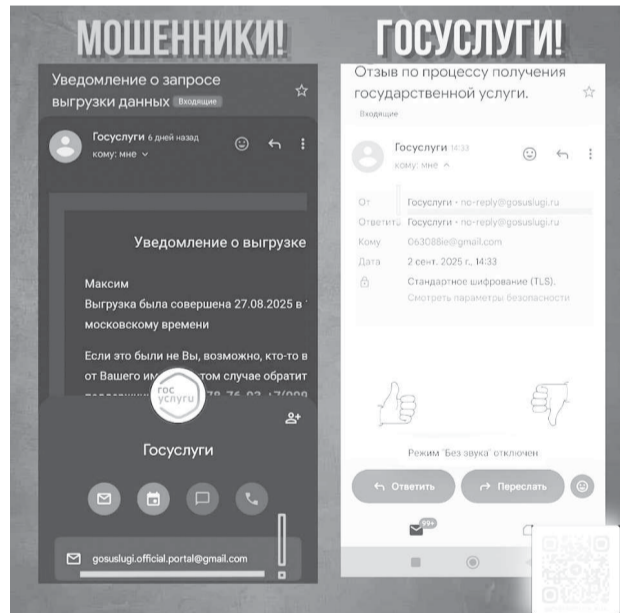 МОШЕННИКИ!
Уведомление о запросе
выгрузки данных Входящие
Госуслуги 6 дней назад
кому: мне
Уведомление о выгрузке
Максим
Выгрузка была совершена 27.08.2025 в
московскому времени
Если это были не Вы, возможно, кто-то в
от Вашего им том случае обратит
гос
услуги
Госуслуги
gosuslugi.official.portal@gmail.com
ГОСУСЛУГИ!
Отзыв по процессу получения
государственной услуги.
Входящие
Госуслуги 14:33
кому: мне
От Госуслуги • no-reply@gosuslugi.ru
Ответить Госуслуги • no-reply@gosuslugi.ru
Кому 063088ie@gmail.com
Дата 2 сент. 2025 г., 14:33
Стандартное шифрование (TLS).
Смотреть параметры безопасности
Режим "Без звука" отключен
Ответить Переслать
99+